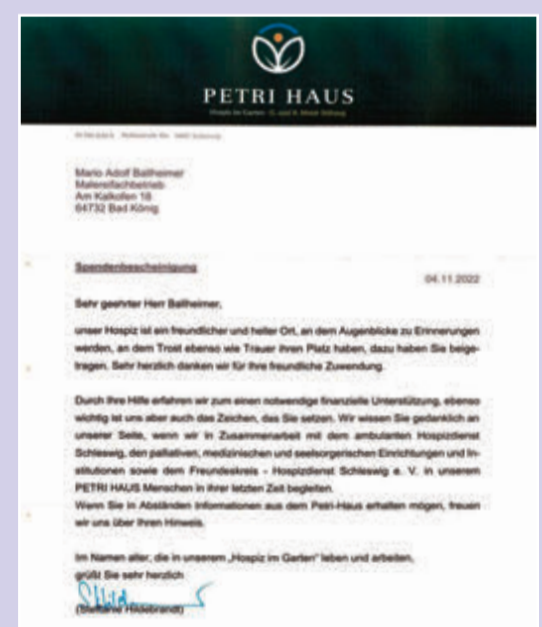 PETRI HAUS
Hospiz im Garten
Mario Adolf Ballheimer
Malereifachbetrieb
Am Kalkofen 18
64732 Bad König
Spendenbescheinigung
04.11.2022
Sehr geehrter Herr Ballheimer,
unser Hospiz ist ein freundlicher und heller Ort, an dem Augenblicke zu Erinnerungen
werden, an dem Trost ebenso wie Trauer ihren Platz haben, dazu haben Sie beige-
tragen. Sehr herzlich danken wir für Ihre freundliche Zuwendung.
Durch Ihre Hilfe erfahren wir zum einen notwendige finanzielle Unterstützung, ebenso
wichtig ist uns aber auch das Zeichen, das Sie setzen. Wir wissen Sie gedanklich an
unserer Seite, wenn wir in Zusammenarbeit mit dem ambulanten Hospizdienst
Schleswig, den palliativen, medizinischen und seelsorgerischen Einrichtungen und In-
stitutionen sowie dem Freundeskreis - Hospizdienst Schleswig e. V. in unserem
PETRI HAUS Menschen in ihrer letzten Zeit begleiten.
Wenn Sie in Abständen Informationen aus dem Petri-Haus erhalten mögen, freuen
wir uns über Ihren Hinweis.
Im Namen aller, die in unserem „Hospiz im Garten" leben und arbeiten,
grüßt Sie sehr herzlich
Hildebrandt)